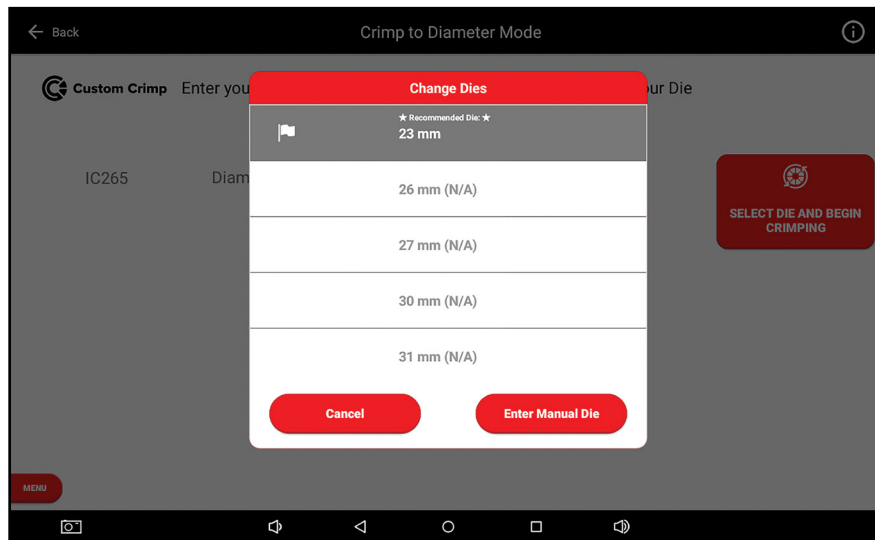 Back
Crimp to Diameter Mode
Custom Crimp
Enter you
ur Die
Change Dies
★ Recommended Die: ★
23 mm
IC265
Diam
26 mm (N/A)
27 mm (N/A)
30 mm (N/A)
31 mm (N/A)
SELECT DIE AND BEGIN
CRIMPING
Cancel
Enter Manual Die
MENU